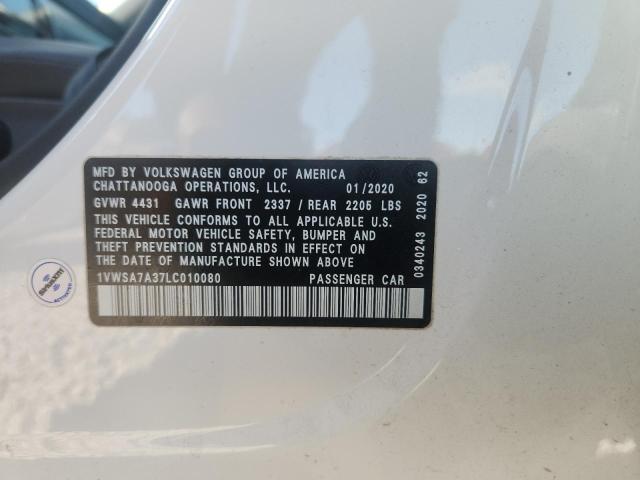 MFD BY VOLKSWAGEN GROUP OF AMERICA
CHATTANOOGA OPERATIONS, LLC. 01/2020
GVWR 4431 GAWR FRONT 2337 / REAR 2205 LBS
THIS VEHICLE CONFORMS TO ALL APPLICABLE U.S.
FEDERAL MOTOR VEHICLE SAFETY, BUMPER AND
THEFT PREVENTION STANDARDS IN EFFECT ON
THE DATE OF MANUFACTURE SHOWN ABOVE
1VWSA7A37LC010080 PASSENGER CAR
0340243 2020 62
SiriusXM